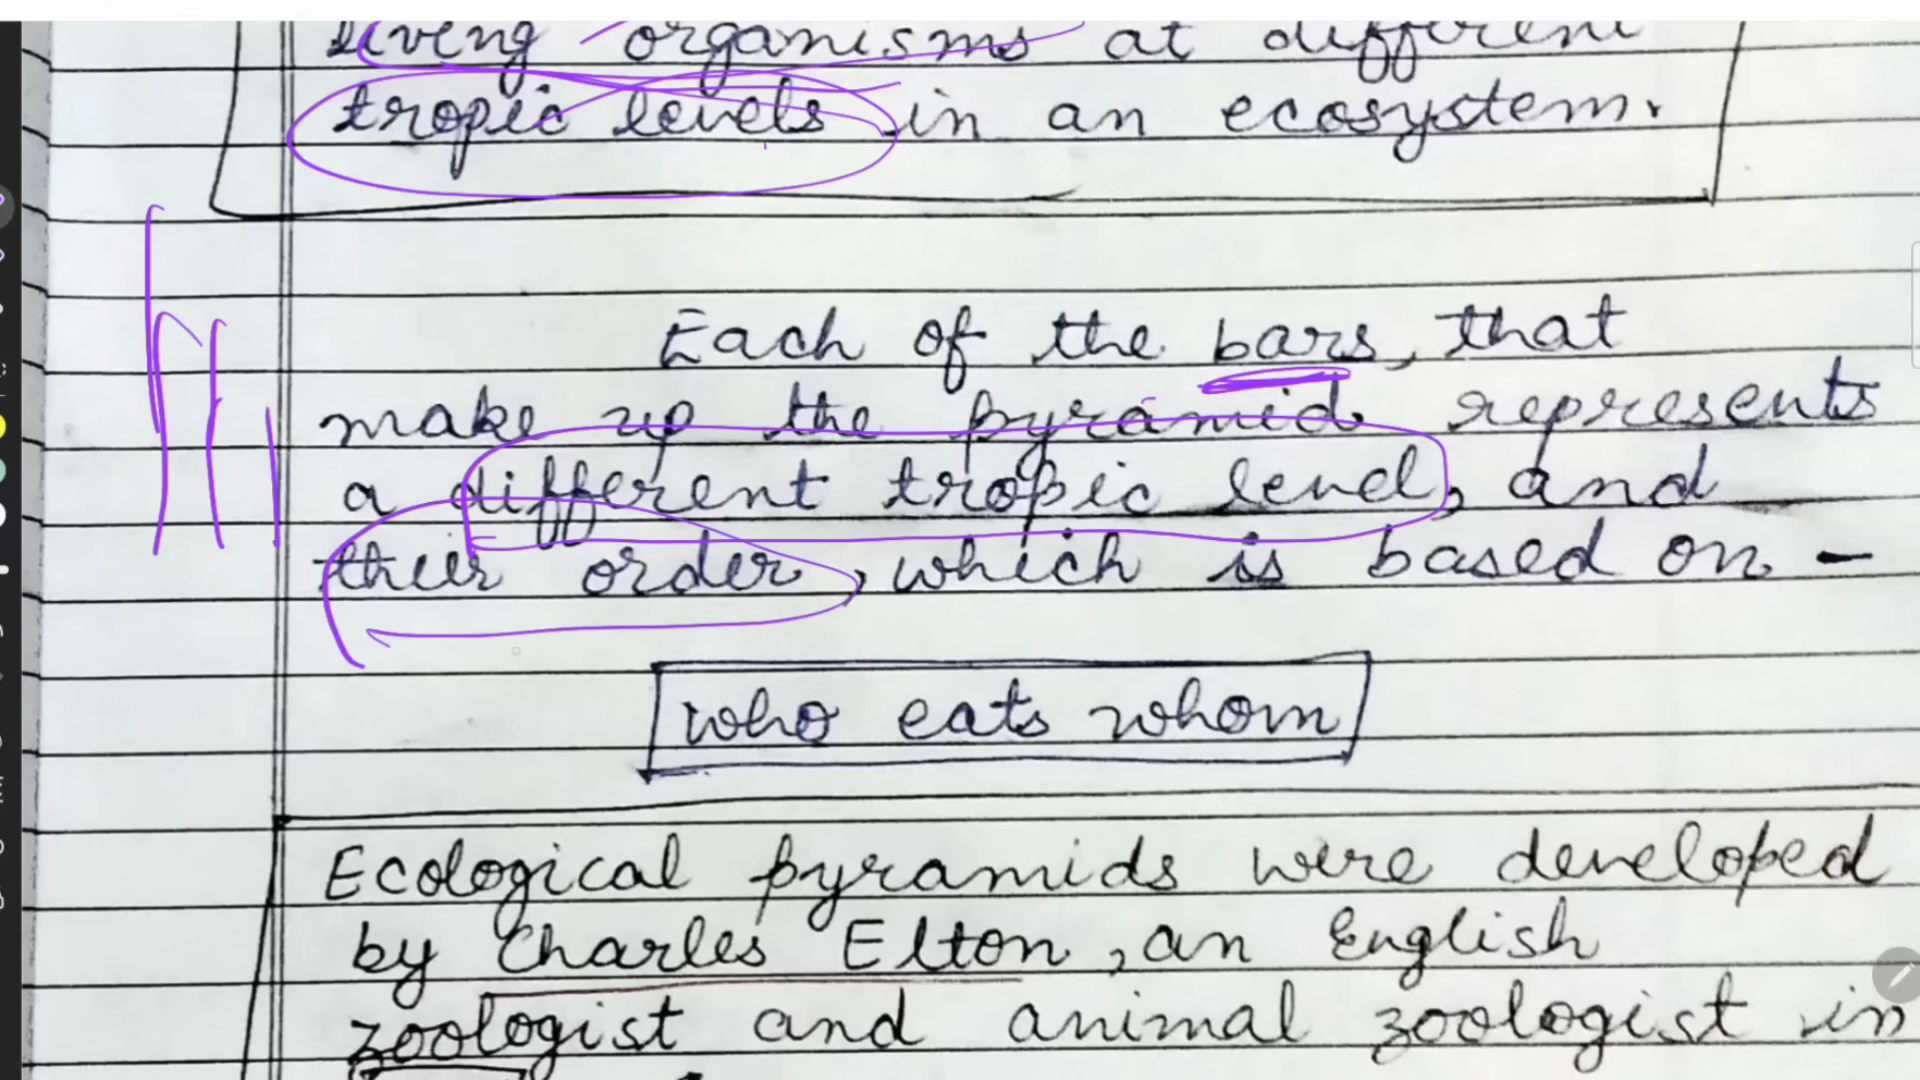 living organisms at different
tropic levels in an ecosystem.
Each of the bars, that
make up the pyramid represents
a different tropic level, and
their order, which is based on -
who eats whom
Ecological pyramids were developed
by Charles Elton, an English
zoologist and animal zoologist in